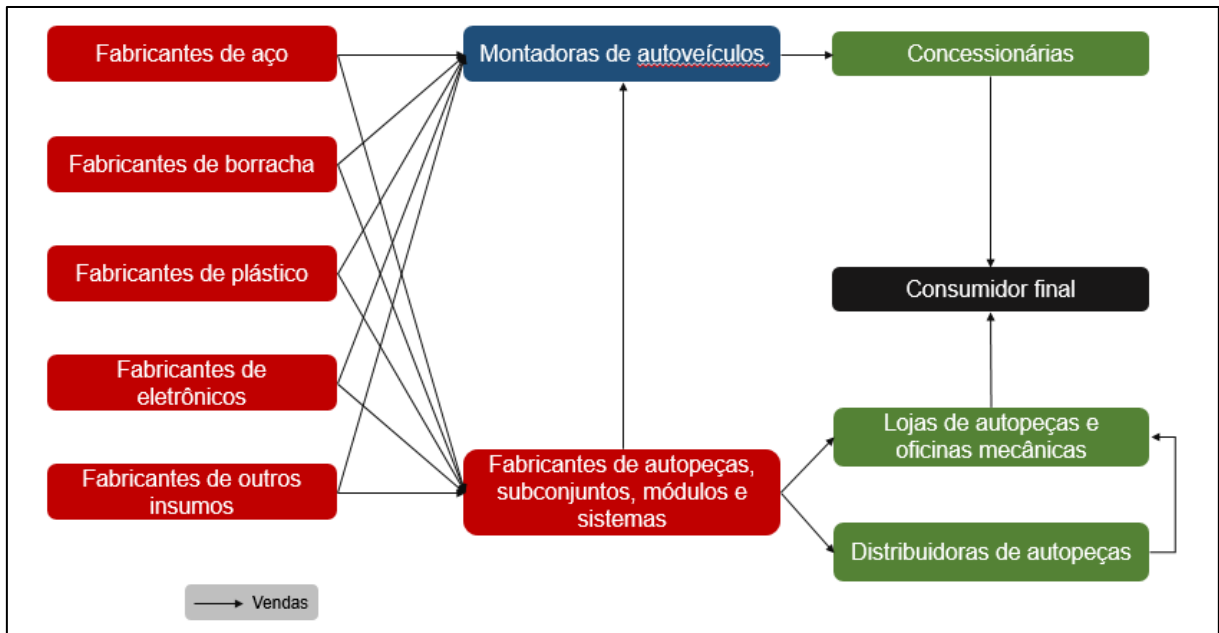 Fabricantes de aço
Montadoras de autoveículos
Concessionárias
Fabricantes de borracha
Fabricantes de plástico
Consumidor final
Fabricantes de
eletrônicos
Lojas de autopeças e
oficinas mecânicas
Fabricantes de outros
insumos
Fabricantes de autopeças,
subconjuntos, módulos e
sistemas
Distribuidoras de autopeças
Vendas